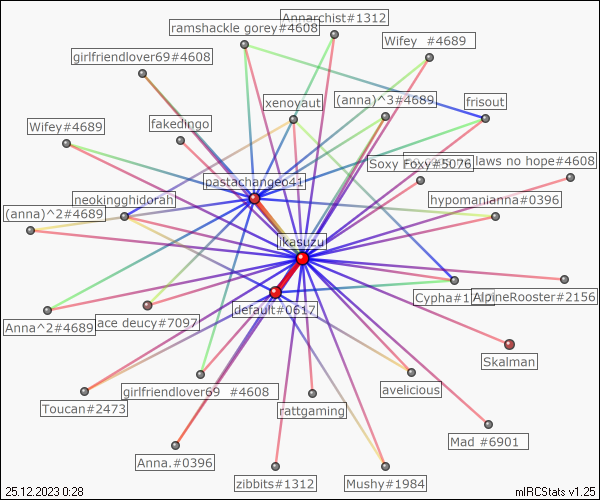 Annarchist#1312
ramshackle gorey#4608
Wifey  #4689
girlfriendlover69#4608
(anna)^3#4689
xenoyaut
frisout
Wifey#4689
fakedingo
Soxy Foxy#5076
laws no hope#4608
pastachangeo41
neokingghidorah
hypomanianna#0396
(anna)^2#4689
ikasuzu
Cypha#17
AlpineRooster#2156
default#0617
ace deucy#7097
Anna^2#4689
Skalman
girlfriendlover69  #4608
avelicious
Toucan#2473
rattgaming
Mad #6901
Anna.#0396
zibbits#1312
Mushy#1984
25.12.2023 0:28
mIRCStats v1.25